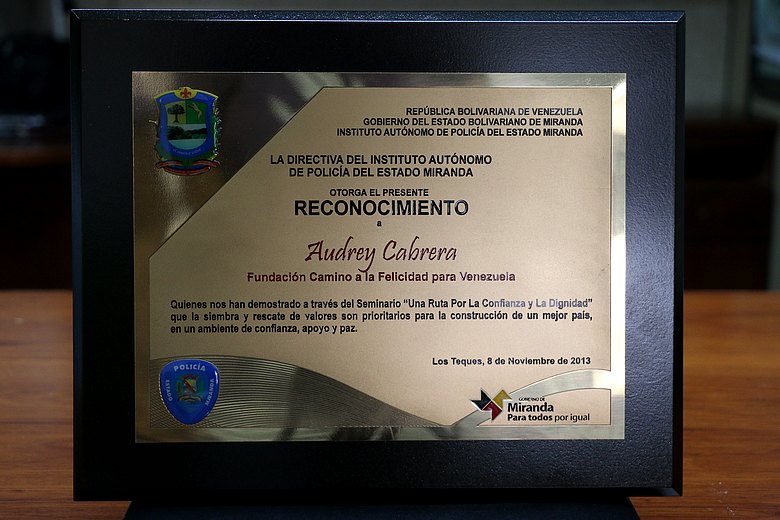 REPÚBLICA BOLIVARIANA DE VENEZUELA
GOBIERNO DEL ESTADO BOLIVARIANO DE MIRANDA
INSTITUTO AUTÓNOMO DE POLICÍA DEL ESTADO MIRANDA
LA DIRECTIVA DEL INSTITUTO AUTÓNOMO
DE POLICÍA DEL ESTADO MIRANDA
OTORGA EL PRESENTE
RECONOCIMIENTO
a
Audrey Cabrera
Fundación Camino a la Felicidad para Venezuela
Quienes nos han demostrado a través del Seminario “Una Ruta Por La Confianza y La Dignidad”
que la siembra y rescate de valores son prioritarios para la construcción de un mejor país,
en un ambiente de confianza, apoyo y paz.
Los Teques, 8 de Noviembre de 2013
POLICÍA
ESTADO
MIRANDA
GOBIERNO DE
Miranda
Para todos por igual